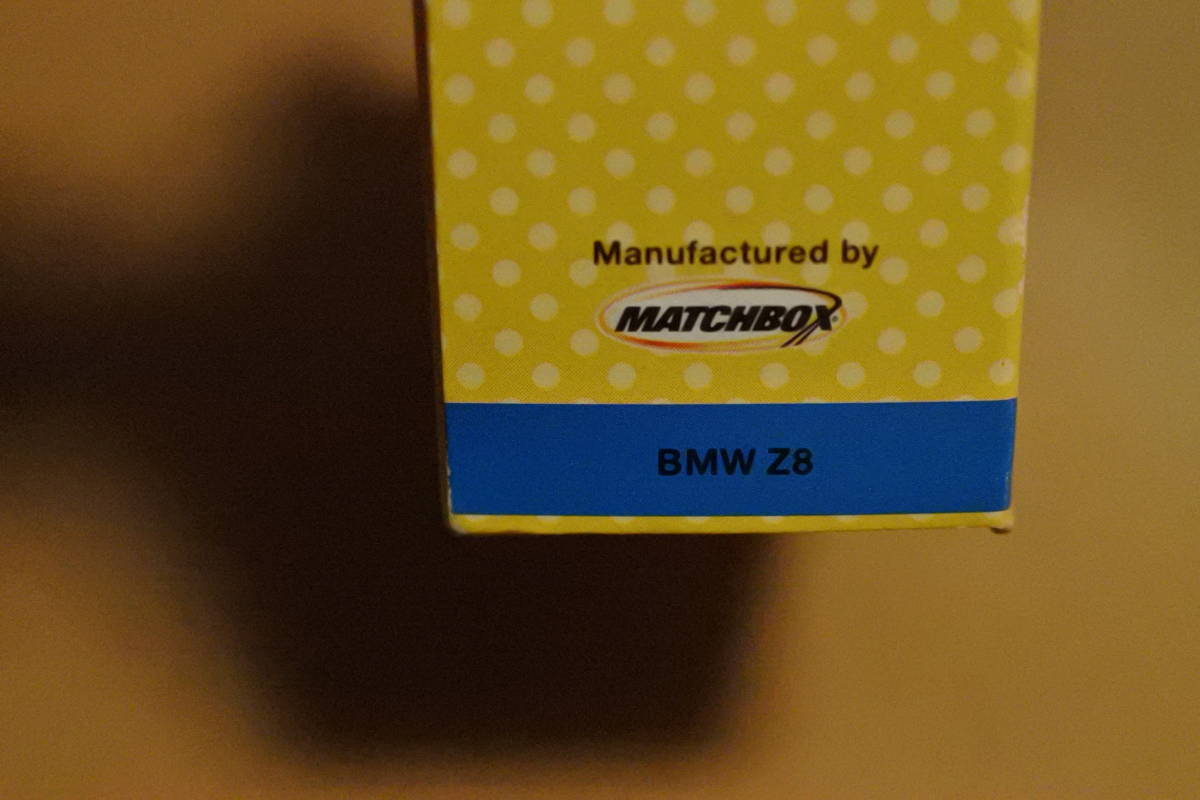 Manufactured by
MATCHBOX
BMW Z8